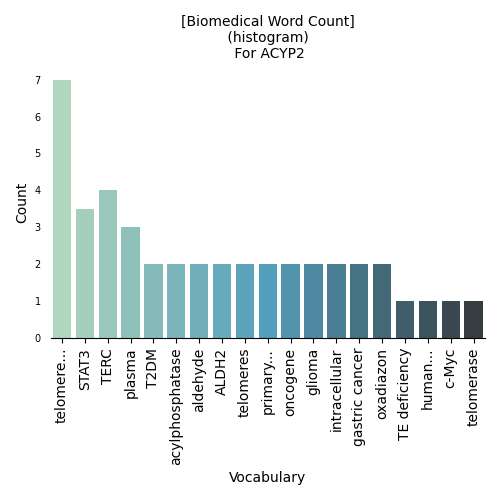 [Biomedical Word Count]
(histogram)
For ACYP2
Count
7
6
5
4
3
2
1
0
telomere...
STAT3
TERC
plasma
T2DM
acylphosphatase
aldehyde
ALDH2
telomeres
primary...
oncogene
glioma
intracellular
gastric cancer
oxadiazon
TE deficiency
human...
c-Myc
telomerase
Vocabulary